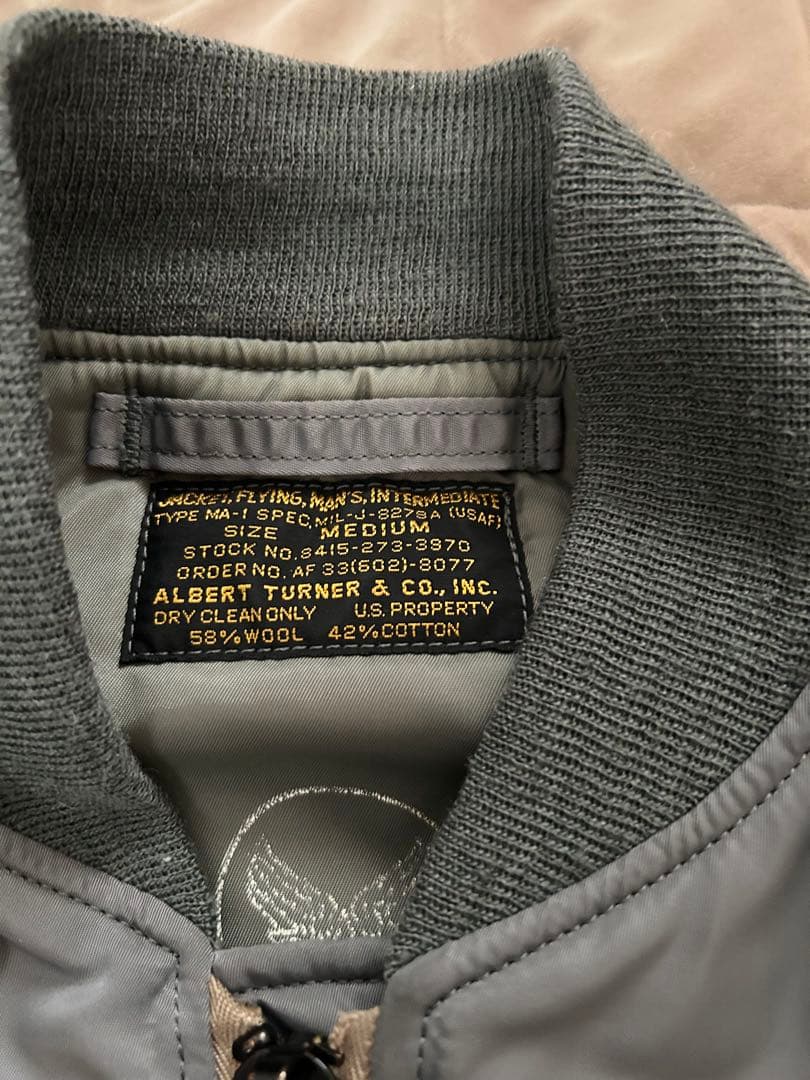 JACKET, FLYING, MAN'S, INTERMEDIATE
TYPE MA-1 SPEC, MIL-J-8279A (USAF)
SIZE MEDIUM
STOCK NO. 8415-273-3970
ORDER NO. AF 33(602)-8077
ALBERT TURNER & CO., INC.
DRY CLEAN ONLY U.S. PROPERTY
58% WOOL 42% COTTON